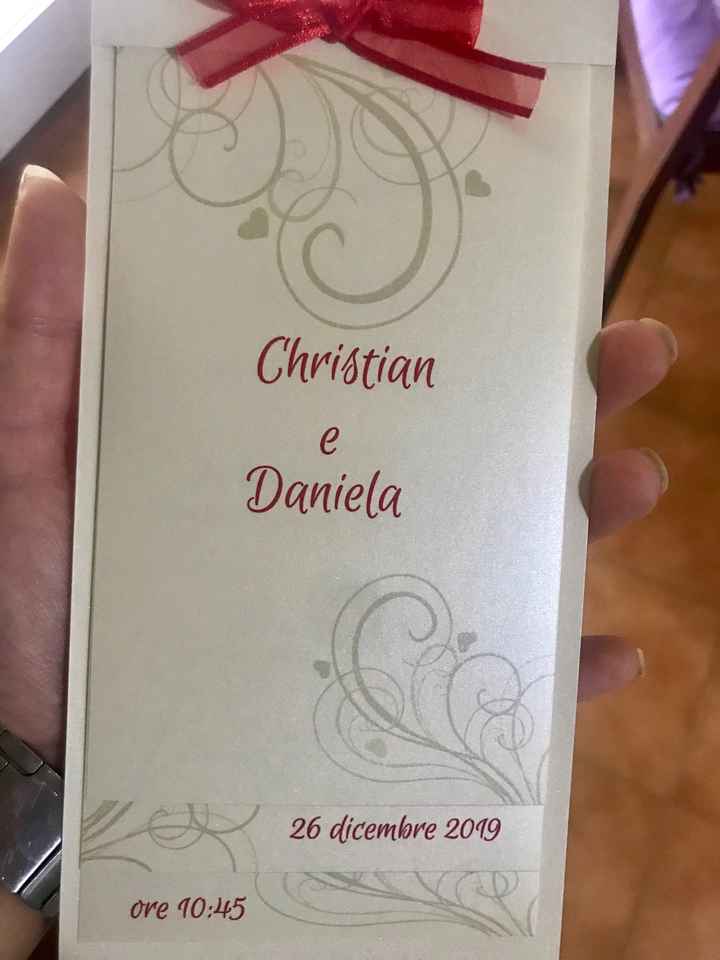 Christian
e
Daniela
26 dicembre 2019
ore 10:45